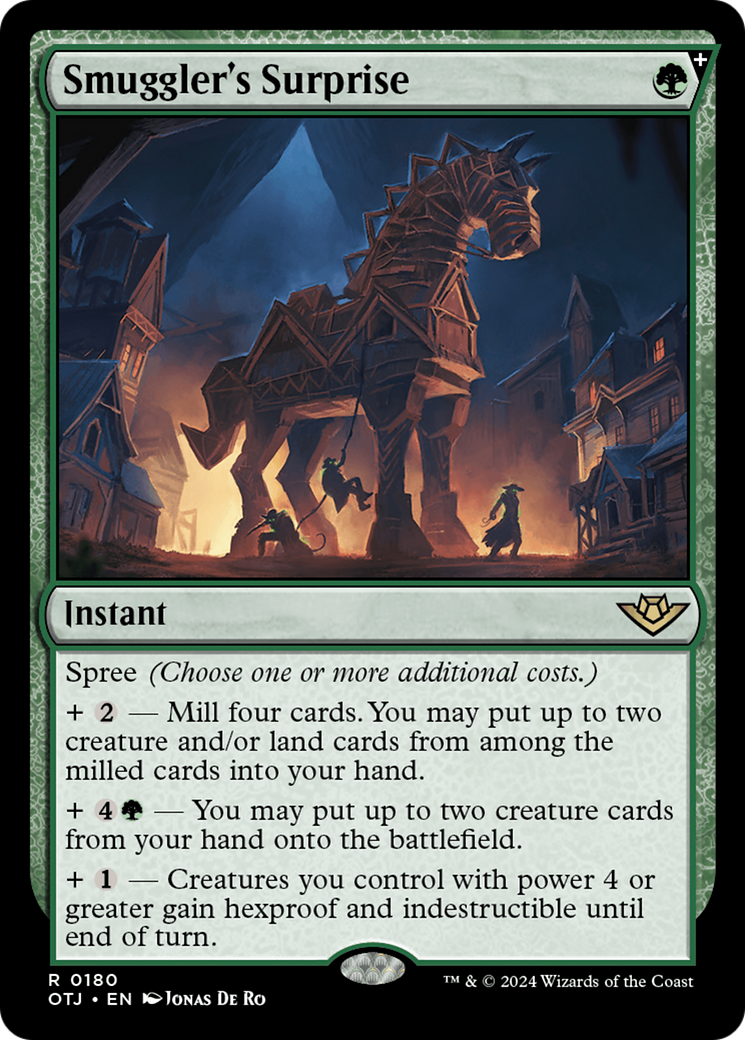 Smuggler's Surprise
+
Instant
Spree (Choose one or more additional costs.)
+ 2 — Mill four cards. You may put up to two
creature and/or land cards from among the
milled cards into your hand.
+ 4 — You may put up to two creature cards
from your hand onto the battlefield.
+ 1 — Creatures you control with power 4 or
greater gain hexproof and indestructible until
end of turn.
R 0180
OTJ • EN Jonas De Ro
™ & © 2024 Wizards of the Coast